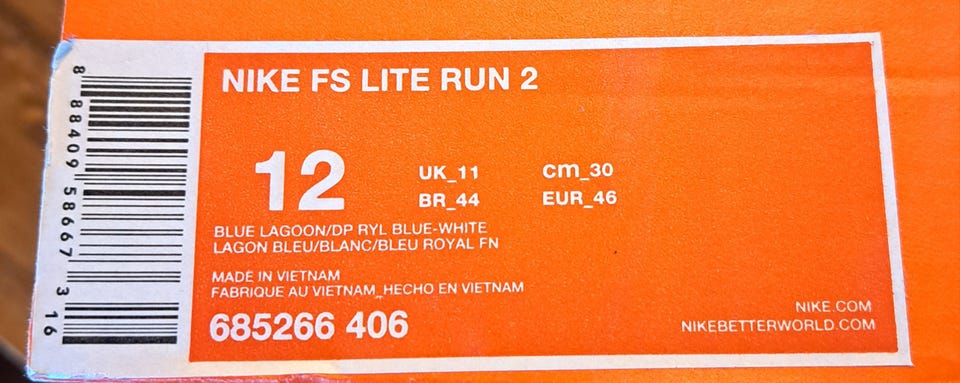 8 88409 58667 3 16
NIKE FS LITE RUN 2
12
UK_11 cm_30
BR_44 EUR_46
BLUE LAGOON/DP RYL BLUE-WHITE
LAGON BLEU/BLANC/BLEU ROYAL FN
MADE IN VIETNAM
FABRIQUE AU VIETNAM_HECHO EN VIETNAM
685266 406
NIKE.COM
NIKEBETTERWORLD.COM